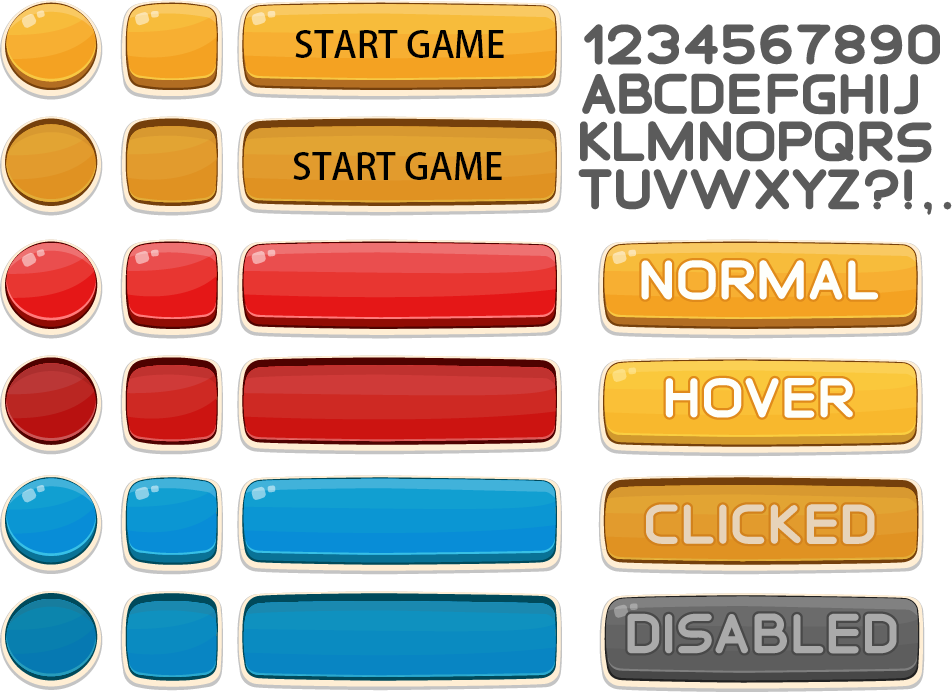 START GAME
START GAME
1234567890
ABCDEFGHIJ
KLMNOPQRS
TUVWXYZ?!,.
NORMAL
HOVER
CLICKED
DISABLED